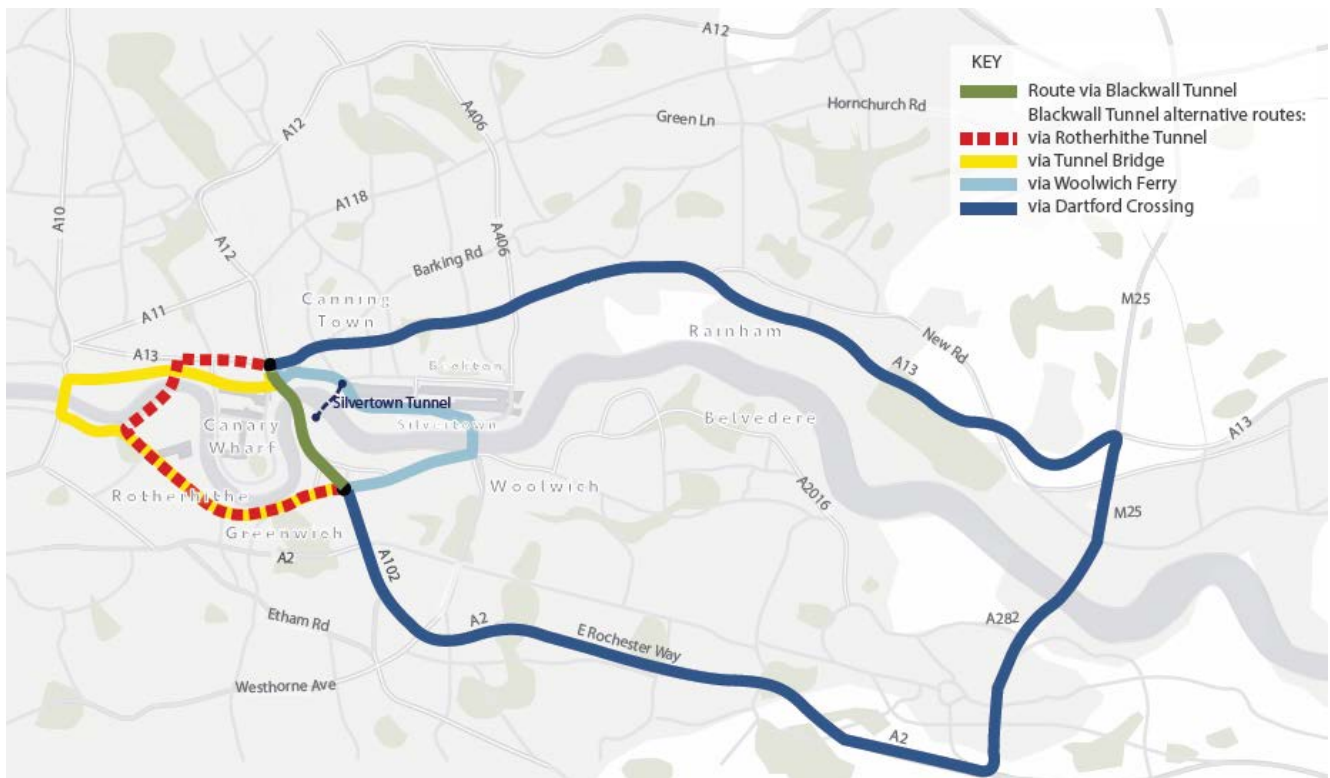 A12
KEY
Route via Blackwall Tunnel
Blackwall Tunnel alternative routes:
via Rotherhithe Tunnel
via Tunnel Bridge
via Woolwich Ferry
via Dartford Crossing
A12
A406
Green Ln
Hornchurch Rd
A118
A10
A406
A12
Barking Rd
Canning
Town
M25
A11
Rainham
New Rd
A13
A13
Beckton
Silvertown Tunnel
Silvertown
Canary
Wharf
Belvedere
A13
Rotherhithe
Woolwich
A2016
M25
Greenwich
A2
A102
Etham Rd
A2
E Rochester Way
A282
Westhorne Ave
A2